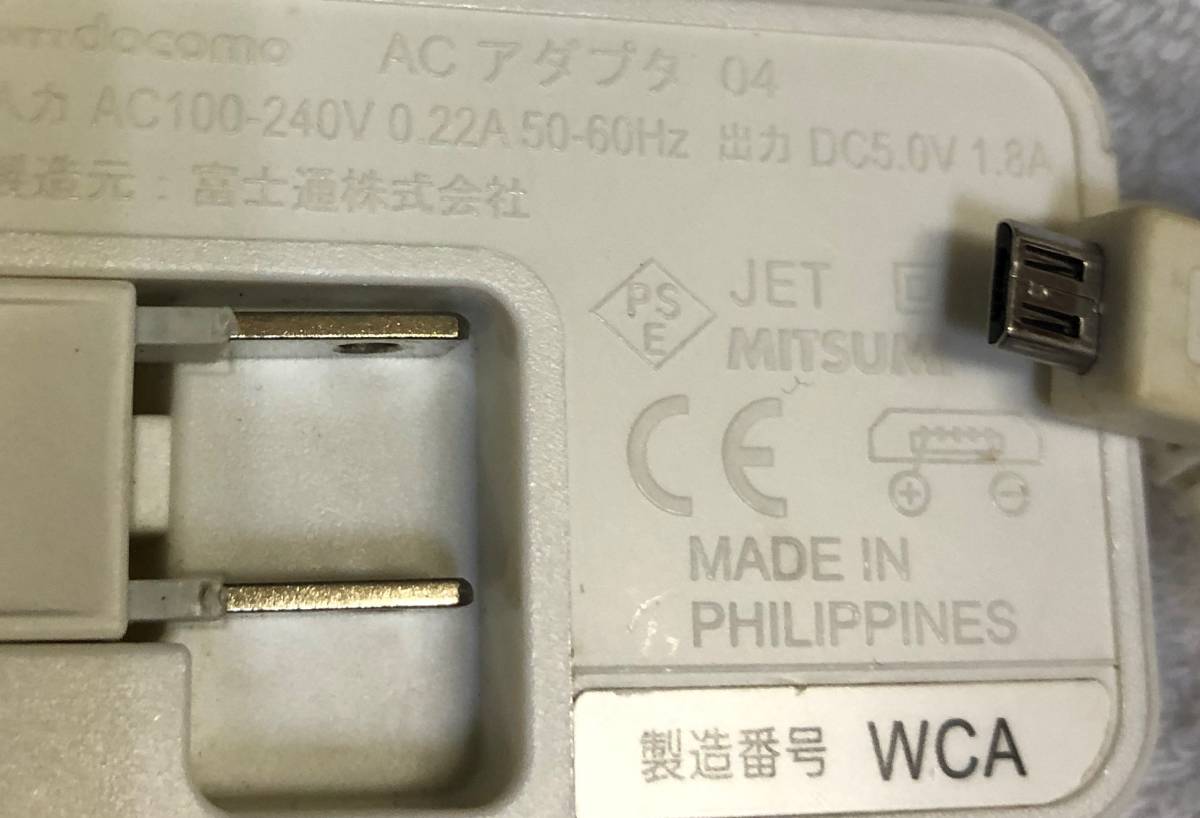 docomo ACアダプタ 04
入力 AC100-240V 0.22A 50-60Hz 出力 DC5.0V 1.8A
製造元：富士通株式会社
PS
E
JET
MITSUMI
CE
MADE IN
PHILIPPINES
製造番号 WCA